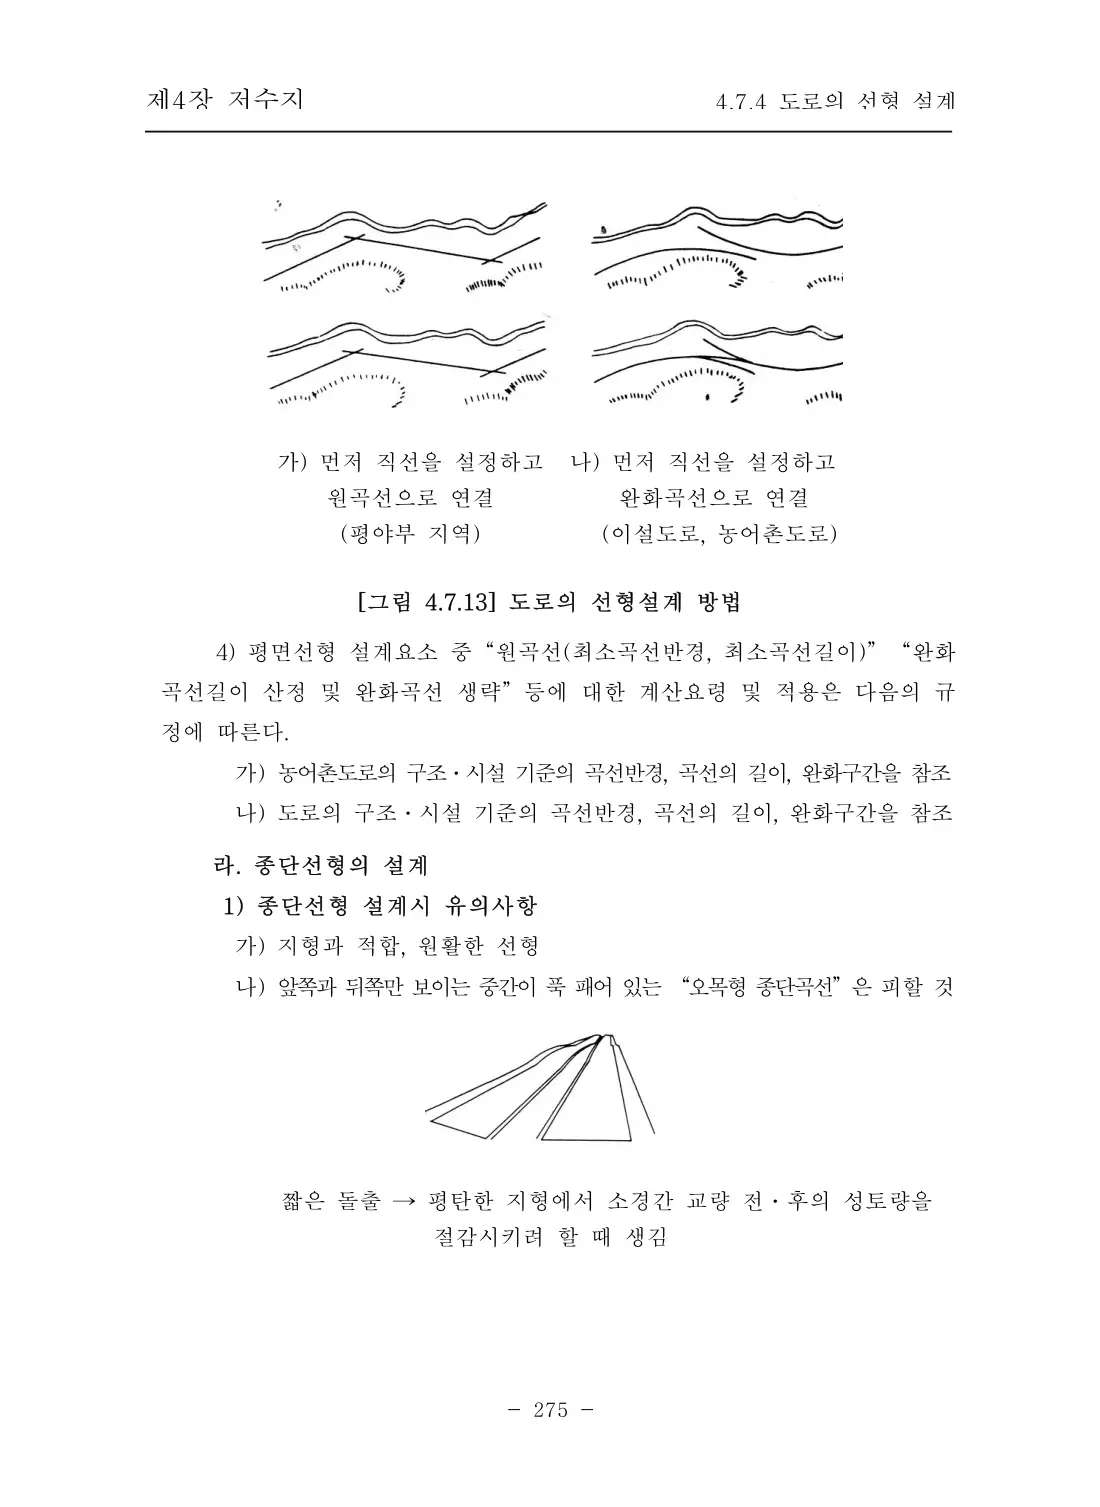 제4장 저수지
4.7.4 도로의 선형 설계
가) 먼저 직선을 설정하고
원곡선으로 연결
(평야부 지역)
나) 먼저 직선을 설정하고
완화곡선으로 연결
(이설도로, 농어촌도로)
[그림 4.7.13] 도로의 선형설계 방법
4) 평면선형 설계요소 중 “원곡선(최소곡선반경, 최소곡선길이)” “완화
곡선길이 산정 및 완화곡선 생략” 등에 대한 계산요령 및 적용은 다음의 규
정에 따른다.
가) 농어촌도로의 구조・시설 기준의 곡선반경, 곡선의 길이, 완화구간을 참조
나) 도로의 구조・시설 기준의 곡선반경, 곡선의 길이, 완화구간을 참조
라. 종단선형의 설계
1) 종단선형 설계시 유의사항
가) 지형과 적합, 원활한 선형
나) 앞쪽과 뒤쪽만 보이는 중간이 푹 패어 있는 “오목형 종단곡선” 은 피할 것
짧은 돌출 → 평탄한 지형에서 소경간 교량 전・후의 성토량을
절감시키려 할 때 생김
- 275 -